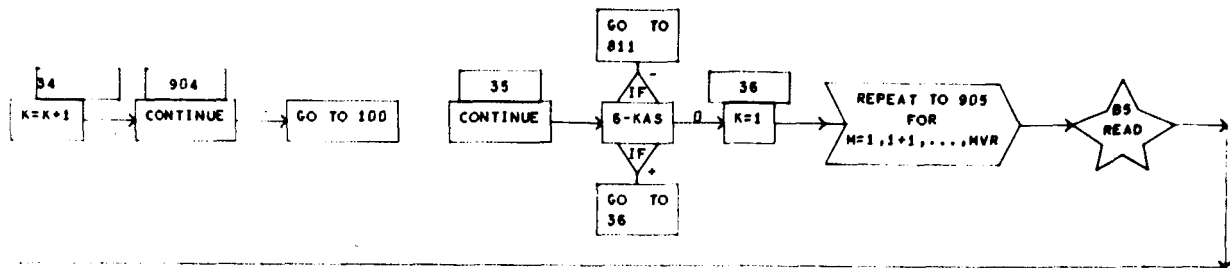 34
K=K+1
904
CONTINUE
GO TO 100
35
CONTINUE
GO TO
811
-
IF
6-KAS
0
IF
+
GO TO
36
36
K=1
REPEAT TO 905
FOR
M=1,1+1,...,MVR
B5
READ